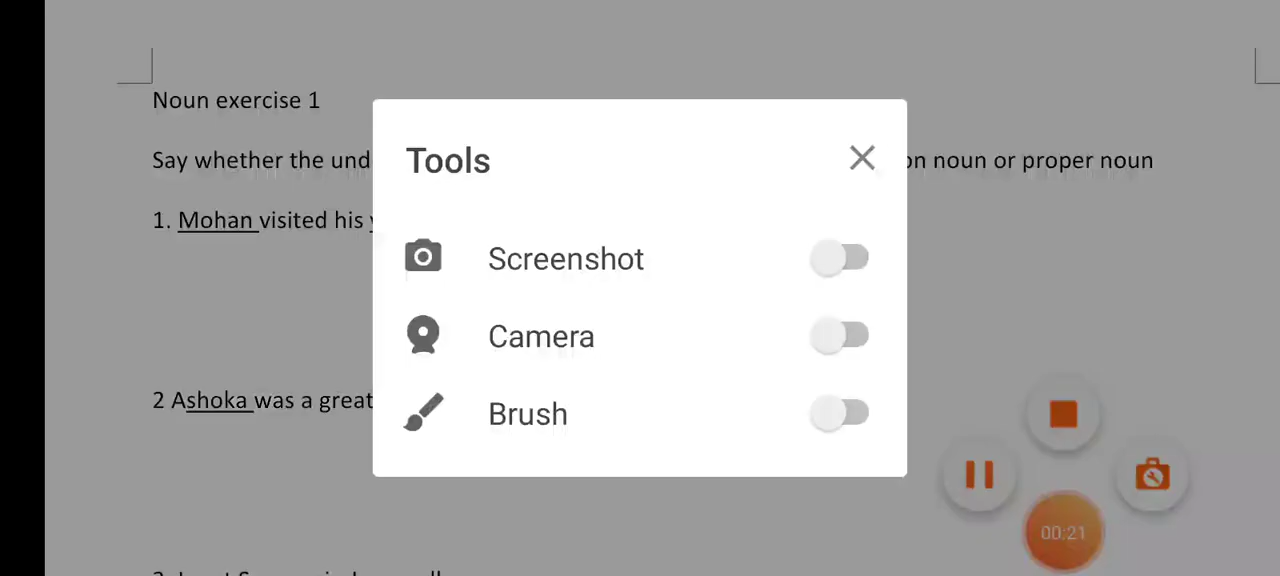 Noun exercise 1
Say whether the und
on noun or proper noun
1. Mohan visited his
2 Ashoka was a great
Tools
Screenshot
Camera
Brush
00:21